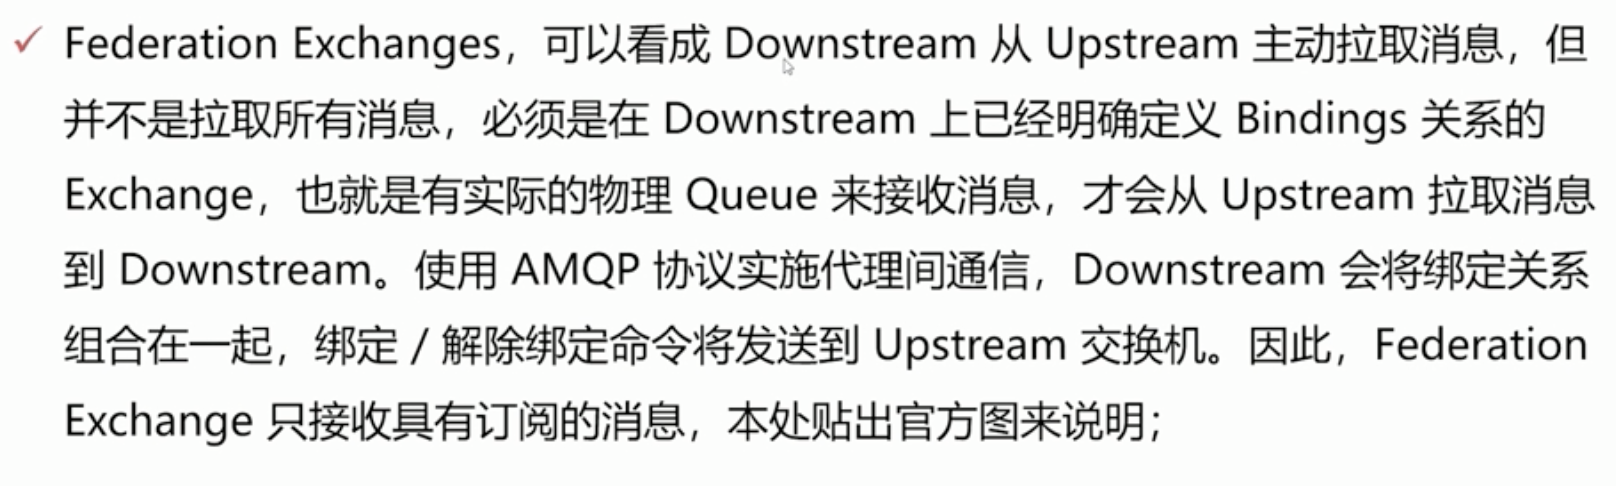 Federation Exchanges，可以看成 Downstream 从 Upstream 主动拉取消息，但
并不是拉取所有消息，必须是在 Downstream 上已经明确定义 Bindings 关系的
Exchange，也就是有实际的物理 Queue 来接收消息，才会从 Upstream 拉取消息
到 Downstream。使用 AMQP 协议实施代理间通信，Downstream 会将绑定关系
组合在一起，绑定 / 解除绑定命令将发送到 Upstream 交换机。因此，Federation
Exchange 只接收具有订阅的消息，本处贴出官方图来说明；